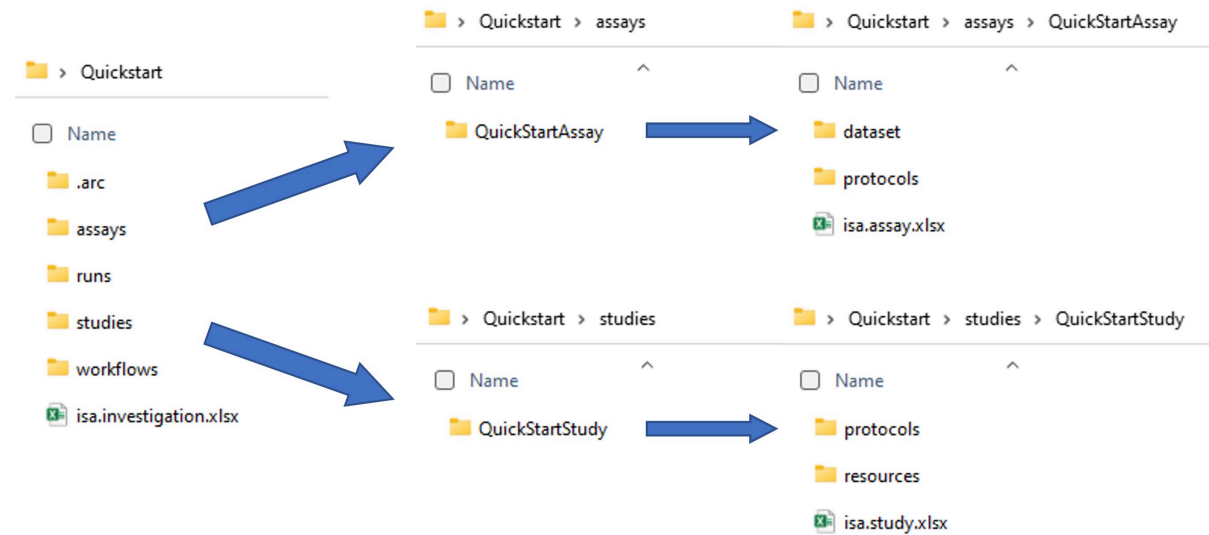 > Quickstart
Name
.arc
assays
runs
studies
workflows
isa.investigation.xlsx
> Quickstart > assays
Name
QuickStartAssay
> Quickstart > assays > QuickStartAssay
Name
dataset
protocols
isa.assay.xlsx
> Quickstart > studies
Name
QuickStartStudy
> Quickstart > studies > QuickStartStudy
Name
protocols
resources
isa.study.xlsx